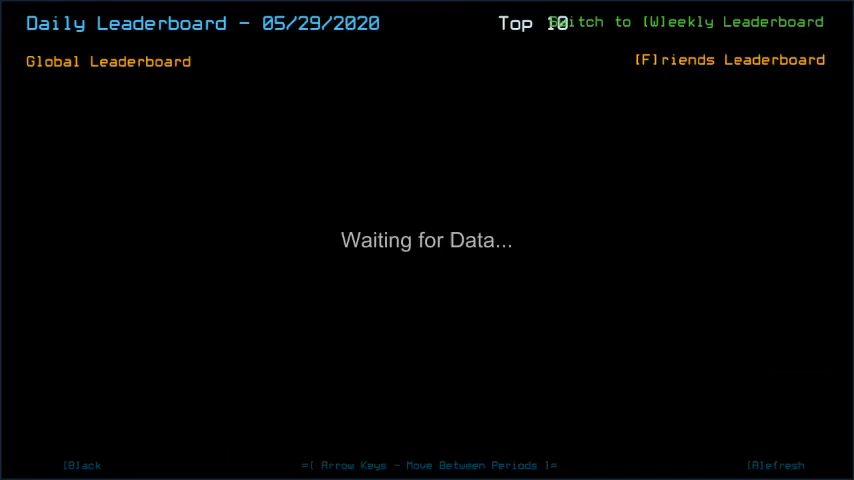 Daily Leaderboard - 05/29/2020
Top 10
Switch to [W]eekly Leaderboard
Global Leaderboard
[F]riends Leaderboard
Waiting for Data...
[B]ack
=[ Arrow Keys - Move Between Periods ]=
[R]efresh